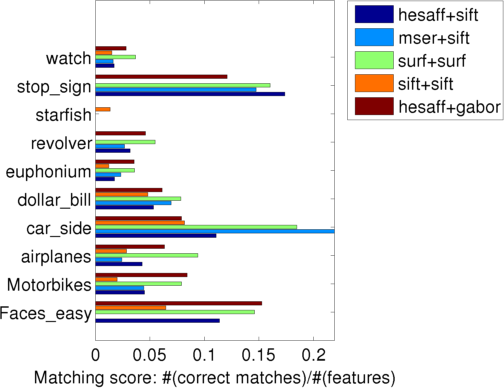 hesaff+sift
mser+sift
surf+surf
sift+sift
hesaff+gabor
watch
stop_sign
starfish
revolver
euphonium
dollar_bill
car_side
airplanes
Motorbikes
Faces_easy
0 0.05 0.1 0.15 0.2
Matching score: #(correct matches)/#(features)